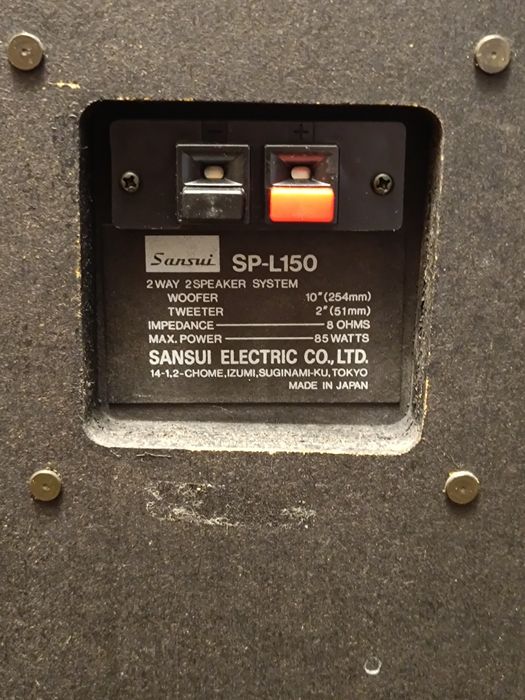 - +
Sansui SP-L150
2 WAY 2 SPEAKER SYSTEM
WOOFER 10"(254mm)
TWEETER 2"(51mm)
IMPEDANCE 8 OHMS
MAX. POWER 85 WATTS
SANSUI ELECTRIC CO., LTD.
14-1, 2-CHOME, IZUMI, SUGINAMI-KU, TOKYO
MADE IN JAPAN